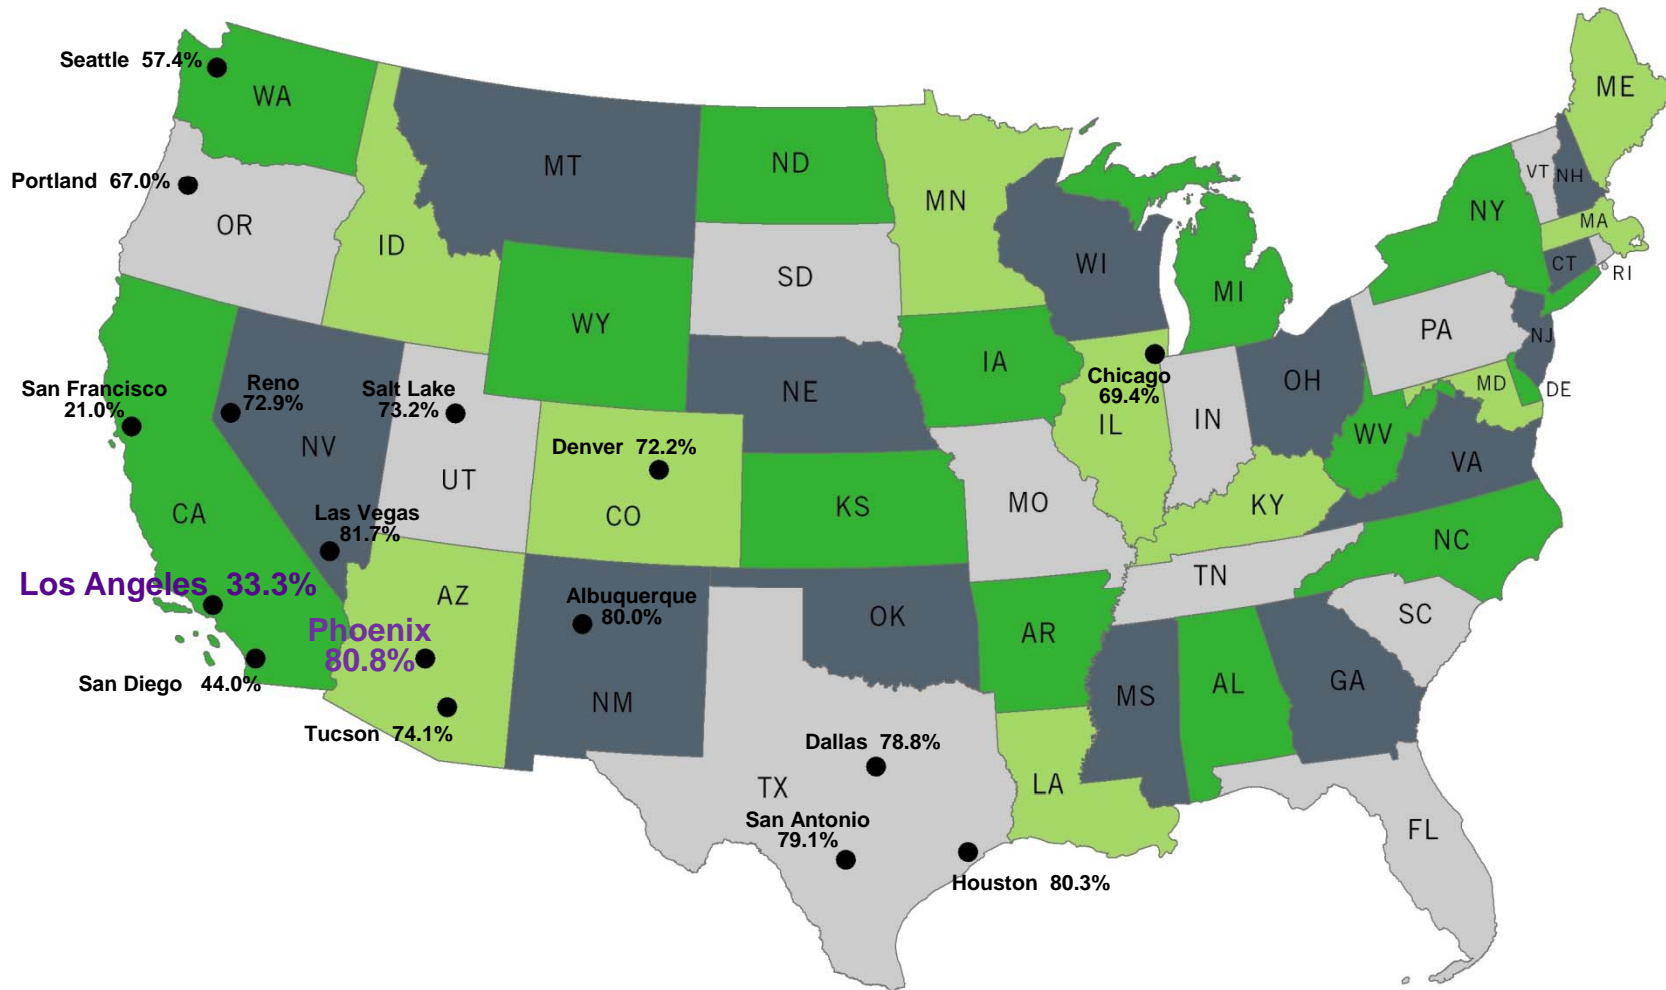 ME
Seattle 57.4%
WA
MT
ND
VT
NH
Portland 67.0%
MN
NY
MA
OR
ID
WI
CT
RI
SD
MI
WY
PA
NJ
IA
San Francisco
21.0%
Reno
72.9%
Salt Lake
73.2%
NE
Chicago
69.4%
OH
MD
DE
IL
IN
NV
Denver 72.2%
WV
VA
UT
CA
CO
KS
MO
KY
Las Vegas
81.7%
NC
Los Angeles 33.3%
AZ
Albuquerque
80.0%
OK
TN
AR
SC
Phoenix
80.8%
San Diego 44.0%
NM
MS
AL
GA
Tucson 74.1%
Dallas 78.8%
TX
LA
San Antonio
79.1%
FL
Houston 80.3%